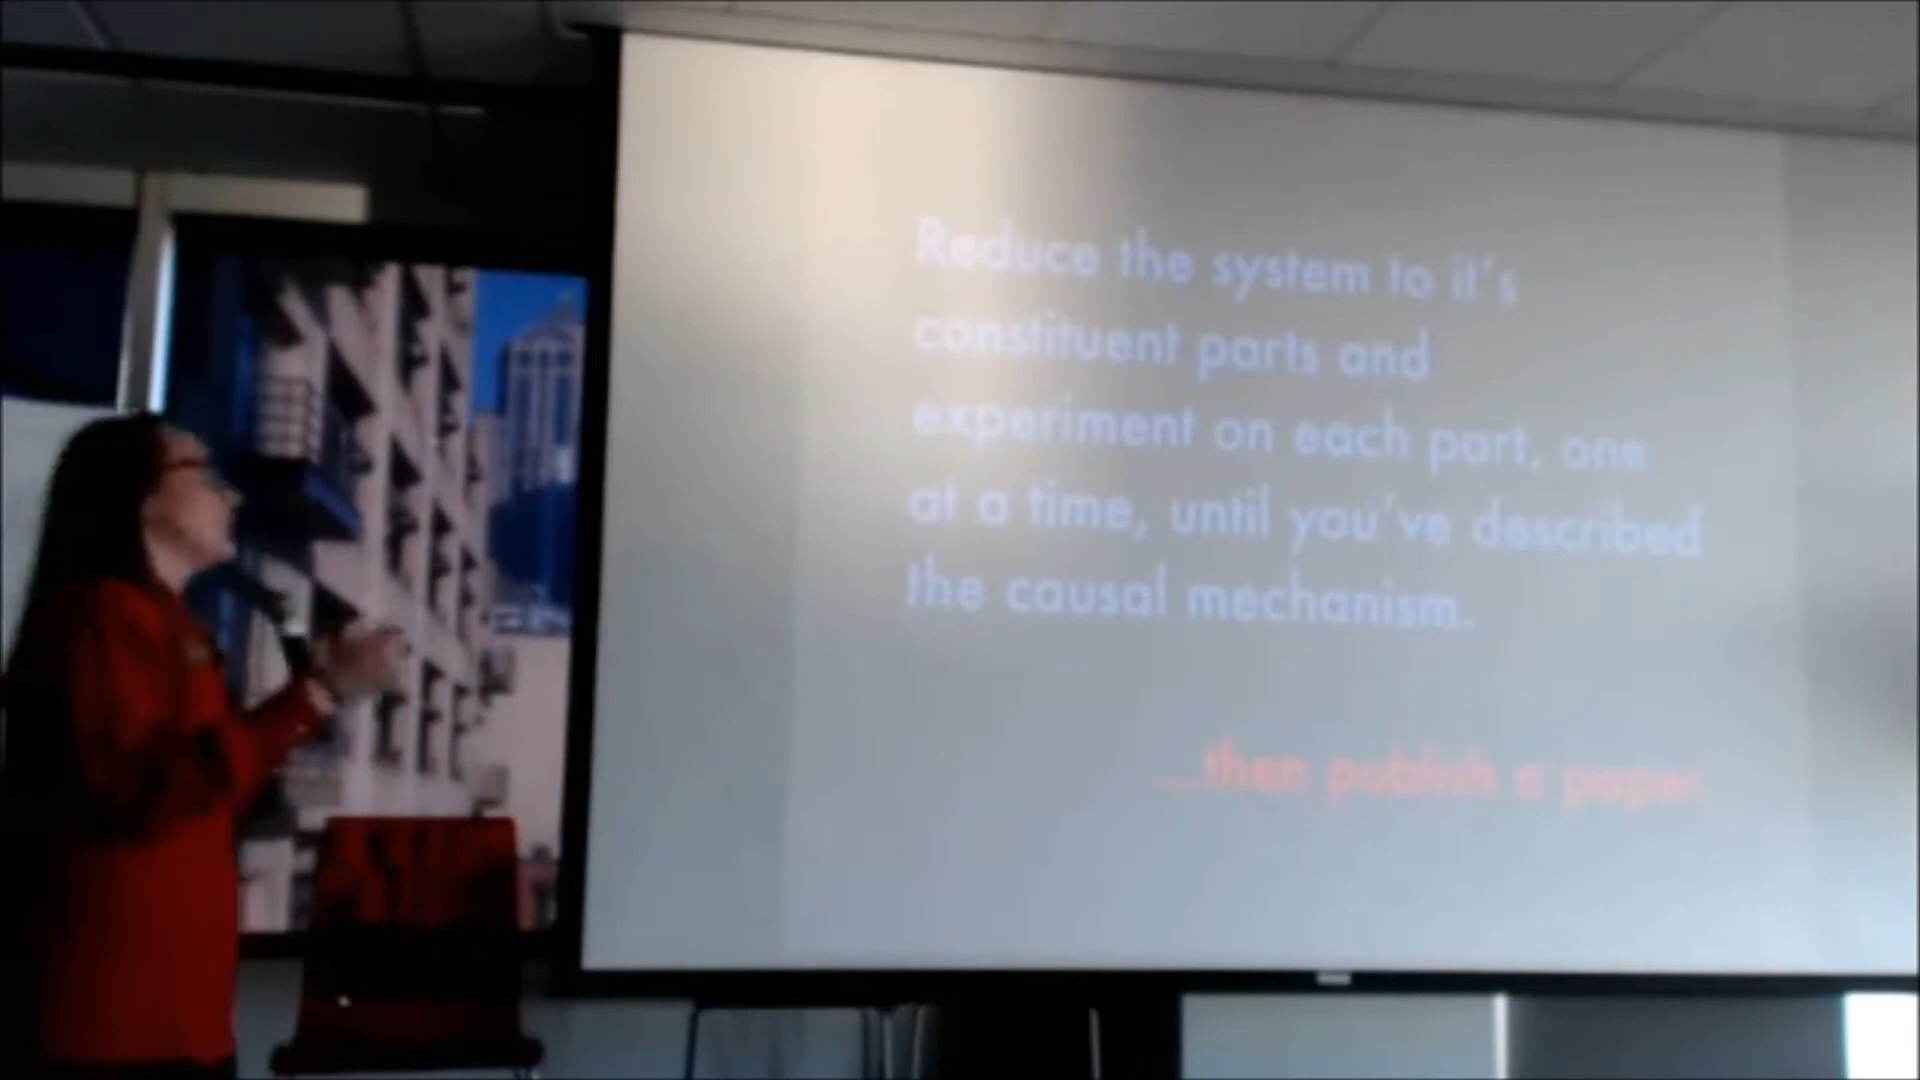 Reduce the system to it's
constituent parts and
experiment on each part, one
at a time, until you've described
the causal mechanism.
...then publish a paper